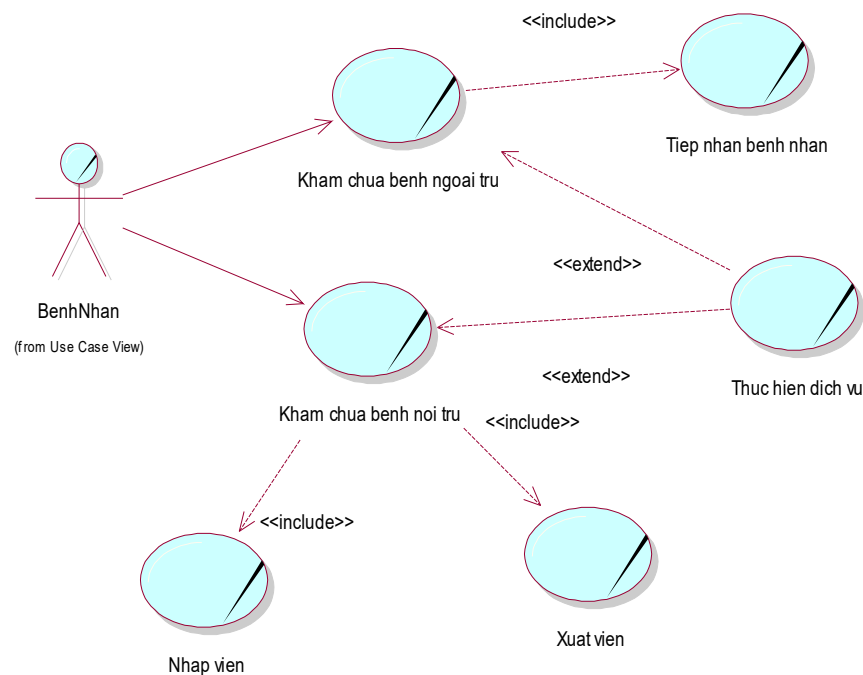 <<include>>
Tiep nhan benh nhan
Kham chua benh ngoai tru
<<extend>>
BenhNhan
(from Use Case View)
<<extend>>
Thuc hien dich vu
Kham chua benh noi tru
<<include>>
<<include>>
Xuat vien
Nhap vien